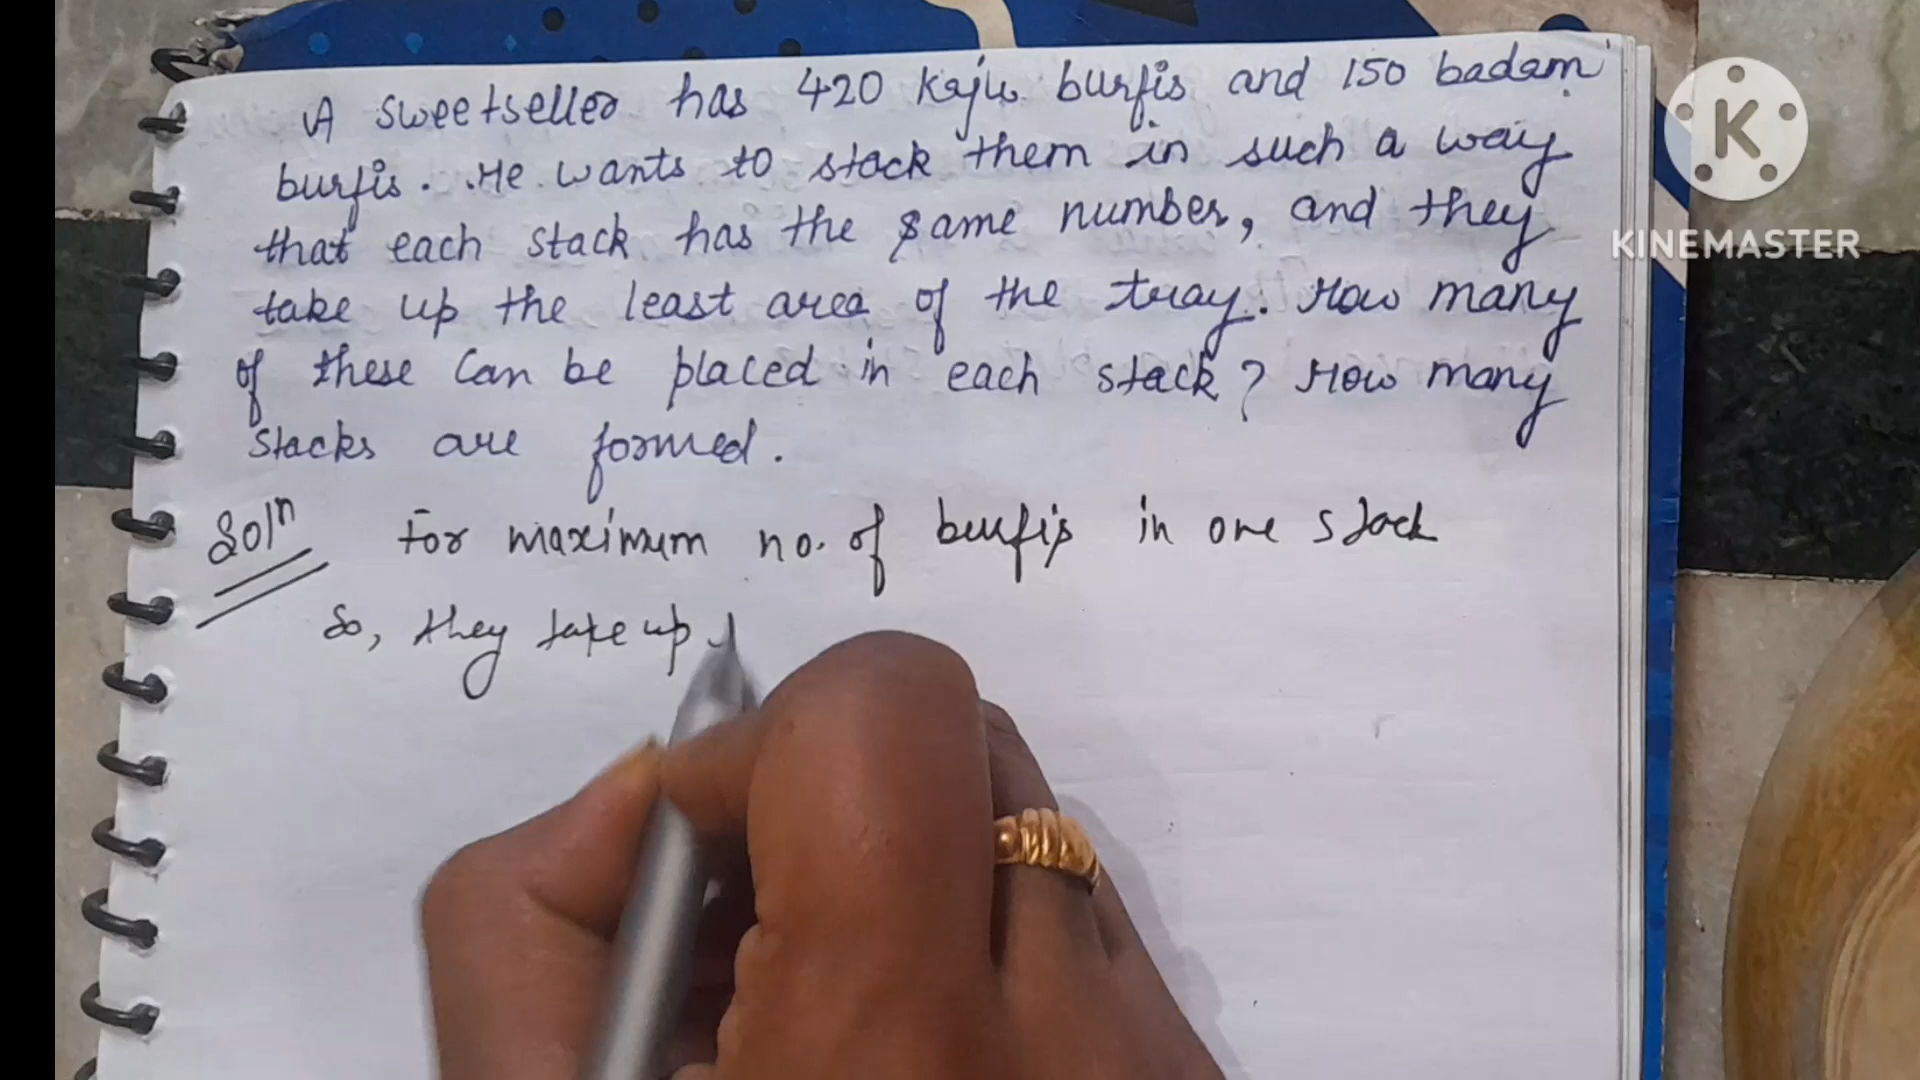 A sweetseller has 420 Kaju burfis and 150 badam
burfis. He wants to stack them in such a way
that each stack has the same number, and they
take up the least area of the tray. How many
of these can be placed in each stack? How many
stacks are formed.
Solⁿ For maximum no. of burfis in one stack
So, they take up
K
KINEMASTER